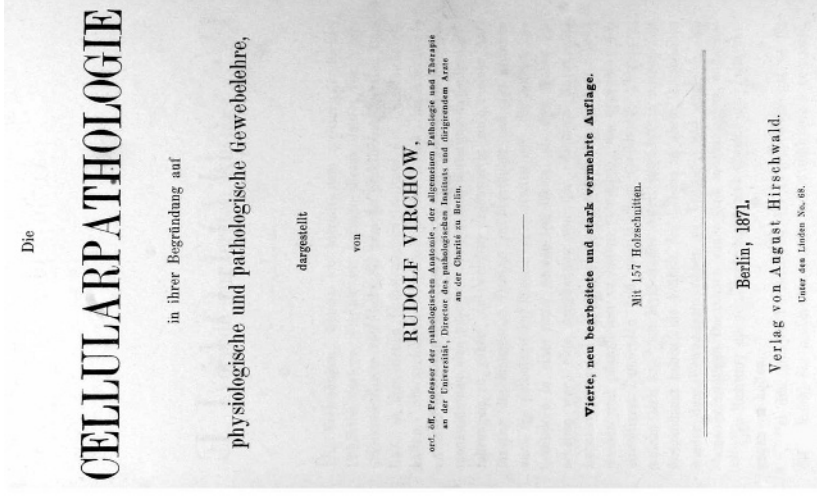 Die
CELLULARPATHOLOGIE
in ihrer Begründung auf
physiologische und pathologische Gewebelehre,
dargestellt
von
RUDOLF VIRCHOW,
ord. öff. Professor der pathologischen Anatomie, der allgemeinen Pathologie und Therapie
an der Universität, Director des pathologischen Instituts und dirigirendem Arzte
an der Charité zu Berlin.
Vierte, neu bearbeitete und stark vermehrte Auflage.
Mit 157 Holzschnitten.
Berlin, 1871.
Verlag von August Hirschwald.
Unter den Linden No. 68.